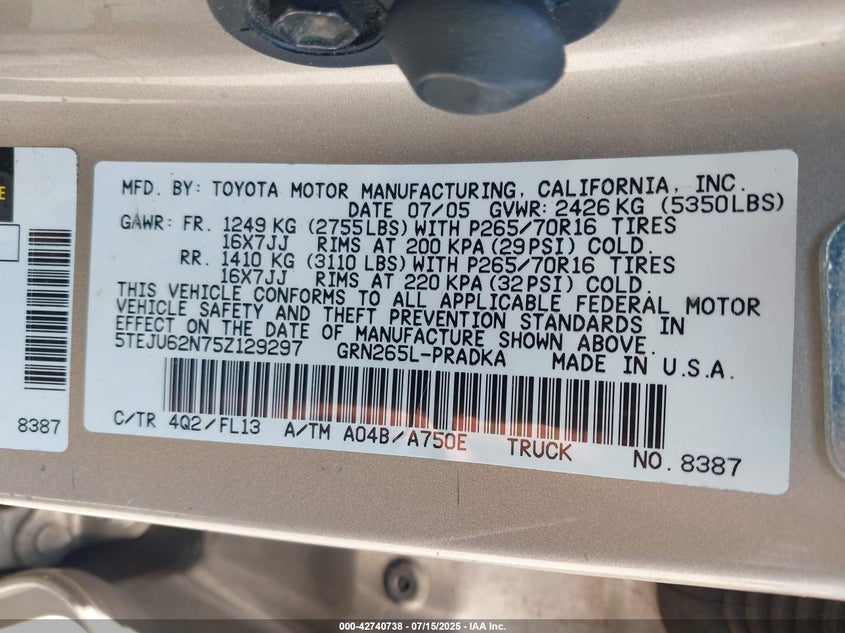 MFD. BY: TOYOTA MOTOR MANUFACTURING, CALIFORNIA, INC.
DATE 07/05 GVWR: 2426 KG (5350LBS)
GAWR: FR. 1249 KG (2755LBS) WITH P265/70R16 TIRES
16X7JJ RIMS AT 200 KPA (29PSI) COLD.
RR. 1410 KG (3110 LBS) WITH P265/70R16 TIRES
16X7JJ RIMS AT 220 KPA (32PSI) COLD.
THIS VEHICLE CONFORMS TO ALL APPLICABLE FEDERAL MOTOR
VEHICLE SAFETY AND THEFT PREVENTION STANDARDS IN
EFFECT ON THE DATE OF MANUFACTURE SHOWN ABOVE.
5TEJU62N75Z129297 GRN265L-PRADKA MADE IN U.S.A.
C/TR 4Q2/FL13 A/TM A04B/A750E TRUCK NO. 8387
8387
000-42740738 - 07/15/2025 - IAA Inc.